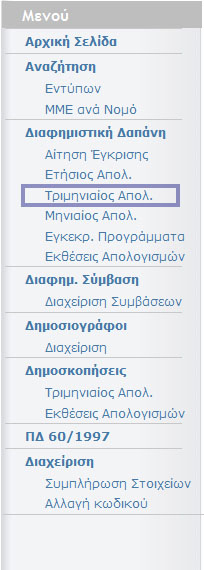 Μενού
Αρχική Σελίδα
Αναζήτηση
Εντύπων
ΜΜΕ ανά Νομό
Διαφημιστική Δαπάνη
Αίτηση Έγκρισης
Ετήσιος Απολ.
Τριμηνιαίος Απολ.
Μηνιαίος Απολ.
Εγκεκρ. Προγράμματα
Εκθέσεις Απολογισμών
Διαφημ. Σύμβαση
Διαχείριση Συμβάσεων
Δημοσιογράφοι
Διαχείριση
Δημοσκοπήσεις
Τριμηνιαίος Απολ.
Εκθέσεις Απολογισμών
ΠΔ 60/1997
Διαχείριση
Συμπλήρωση Στοιχείων
Αλλαγή κωδικού